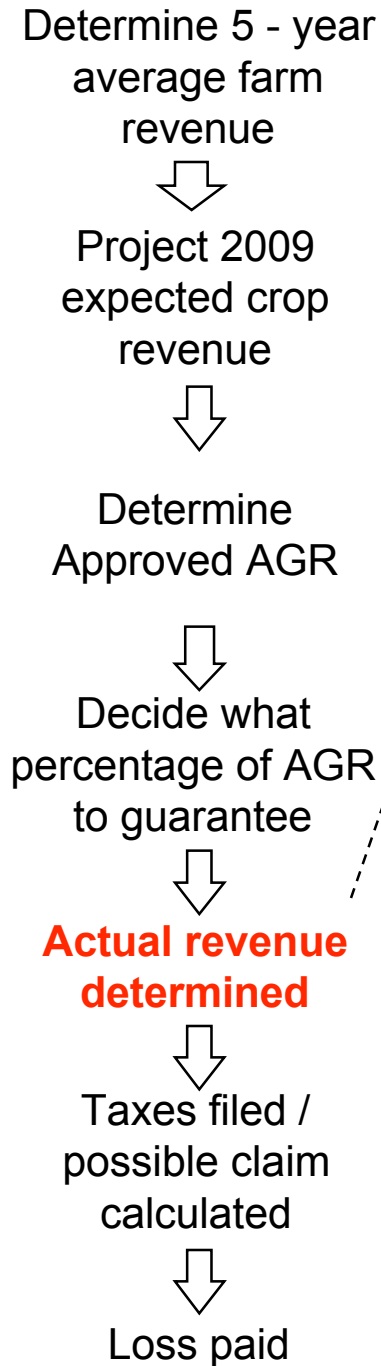 Determine 5 - year
average farm
revenue
Project 2009
expected crop
revenue
Determine
Approved AGR
Decide what
percentage of AGR
to guarantee
Actual revenue
determined
Taxes filed /
possible claim
calculated
Loss paid